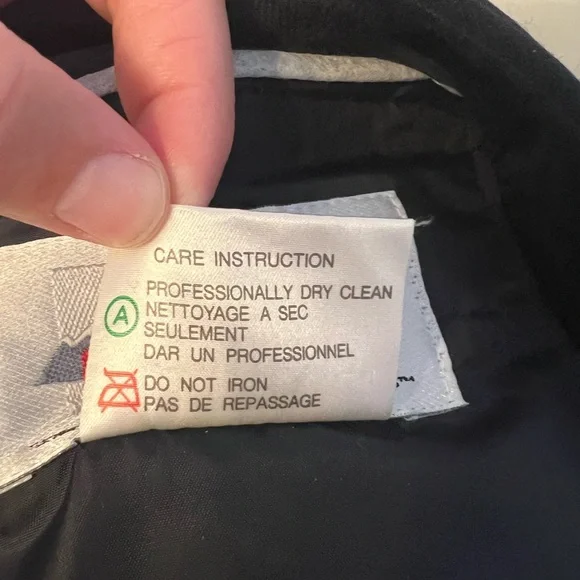 CARE INSTRUCTION
A PROFESSIONALLY DRY CLEAN
NETTOYAGE A SEC
SEULEMENT
DAR UN PROFESSIONNEL
DO NOT IRON
PAS DE REPASSAGE